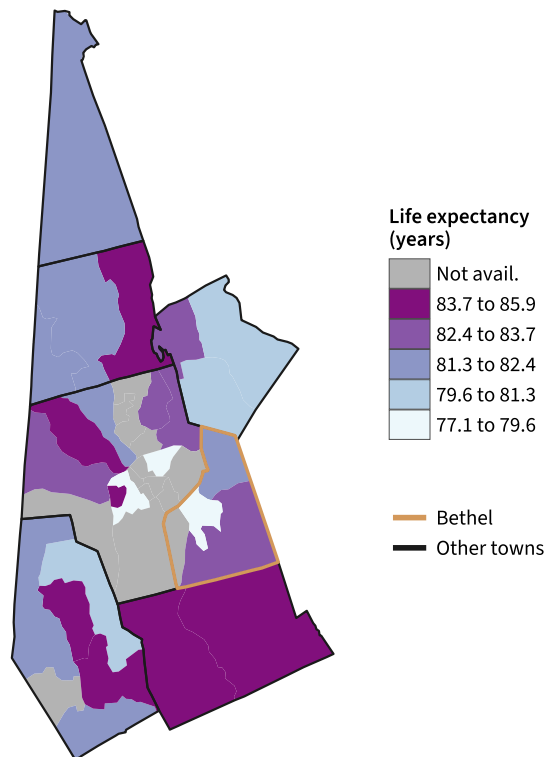 Life expectancy
(years)
Not avail.
83.7 to 85.9
82.4 to 83.7
81.3 to 82.4
79.6 to 81.3
77.1 to 79.6
Bethel
Other towns